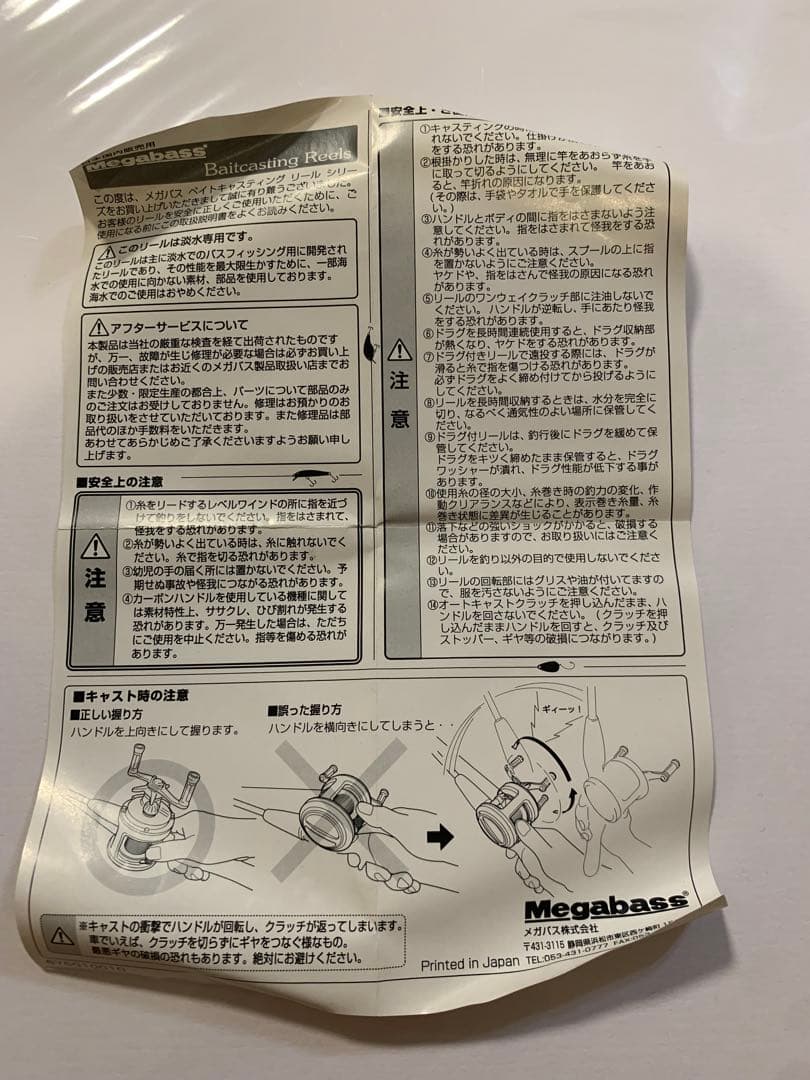 国内販売用
Megabass®
Baitcasting Reels
この度は、メガバス ベイトキャスティング リール シリー
ズをお買い上げいただきまして誠に有難うございました。
お客様のリールを安全に正しくご使用いただくために、ご
使用になる前にこの取扱説明書をよくお読みください。
このリールは淡水専用です。
このリールは主に淡水でのバスフィッシング用に開発され
たリールであり、その性能を最大限生かすために、一部海
水での使用に向かない素材、部品を使用しております。
海水でのご使用はおやめください。
アフターサービスについて
本製品は当社の厳重な検査を経て出荷されたものです
が、万一、故障が生じ修理が必要な場合は必ずお買い上
げの販売店またはお近くのメガバス製品取扱い店までお
問い合わせください。
また少数・限定生産の都合上、パーツについて部品のみ
のご注文はお受けしておりません。修理はお預かりのお取
り扱いをさせていただいております。また修理品は部
品代のほか手数料をいただきます。
あわせてあらかじめご了承くださいますようお願い申し
上げます。
■安全上の注意
注意
①糸をリードするレベルワインドの所に指を近づ
けて釣りをしないでください。指をはさまれて、
怪我をする恐れがあります。
②糸が勢いよく出ている時は、糸に触れないでく
ださい。糸で指を切る恐れがあります。
③幼児の手の届く所には置かないでください。予
期せぬ事故や怪我につながる恐れがあります。
④カーボンハンドルを使用している機種に関して
は素材特性上、ササクレ、ひび割れが発生する
恐れがあります。万一発生した場合は、ただち
にご使用を中止ください。指等を傷める恐れが
あります。
■安全上・
注意
①キャスティングの
れないでください。仕掛け
をする恐れがあります。
②根掛かりした時は、無理に竿をあおらず糸を手
に取って切るようにしてください。竿をあお
ると、竿折れの原因になります。
(その際は、手袋やタオルで手を保護してくださ
い。)
③ハンドルとボディの間に指をはさまないよう注
意してください。指をはさまれて怪我をする恐
れがあります。
④糸が勢いよく出ている時は、スプールの上に指
を置かないようにご注意ください。
ヤケドや、指をはさんで怪我の原因になる恐れ
があります。
⑤リールのワンウェイクラッチ部に注油しないで
ください。ハンドルが逆転し、手にあたり怪我
をする恐れがあります。
⑥ドラグを長時間連続使用すると、ドラグ収納部
が熱くなり、ヤケドをする恐れがあります。
⑦ドラグ付きリールで遠投する際には、ドラグが
滑ると糸で指を傷つける恐れがあります。
必ずドラグをよく締め付けてから投げるように
してください。
⑧リールを長時間収納するときは、水分を完全に
切り、なるべく通気性のよい場所に保管してく
ださい。
⑨ドラグ付リールは、釣行後にドラグを緩めて保
管してください。
ドラグをキツく締めたまま保管すると、ドラグ
ワッシャーが潰れ、ドラグ性能が低下する事が
あります。
⑩使用糸の径の大小、糸巻き時の釣力の変化、作
動クリアランスなどにより、表示巻き糸量、糸
巻き状態に差異が生じることがあります。
⑪落下などの強いショックがかかると、破損する
場合がありますので、お取り扱いにはご注意く
ださい。
⑫リールを釣り以外の目的で使用しないでくださ
い。
⑬リールの回転部にはグリスや油が付いてますの
で、服を汚さないようにご注意ください。
⑭オートキャストクラッチを押し込んだまま、ハ
ンドルを回さないでください。(クラッチを押
し込んだままハンドルを回すと、クラッチ及び
ストッパー、ギヤ等の破損につながります。)
■キャスト時の注意
■正しい握り方
ハンドルを上向きにして握ります。
■誤った握り方
ハンドルを横向きにしてしまうと・・
ギィーッ！
※キャストの衝撃でハンドルが回転し、クラッチが返ってしまいます。
車でいえば、クラッチを切らずにギヤをつなぐ様なもの。
最悪ギヤの破損の恐れもあります。絶対にお避けください。
Megabass®
メガバス株式会社
〒431-3115 静岡県浜松市東区西ケ崎町
Printed in Japan TEL:053-431-0777 FAX:053